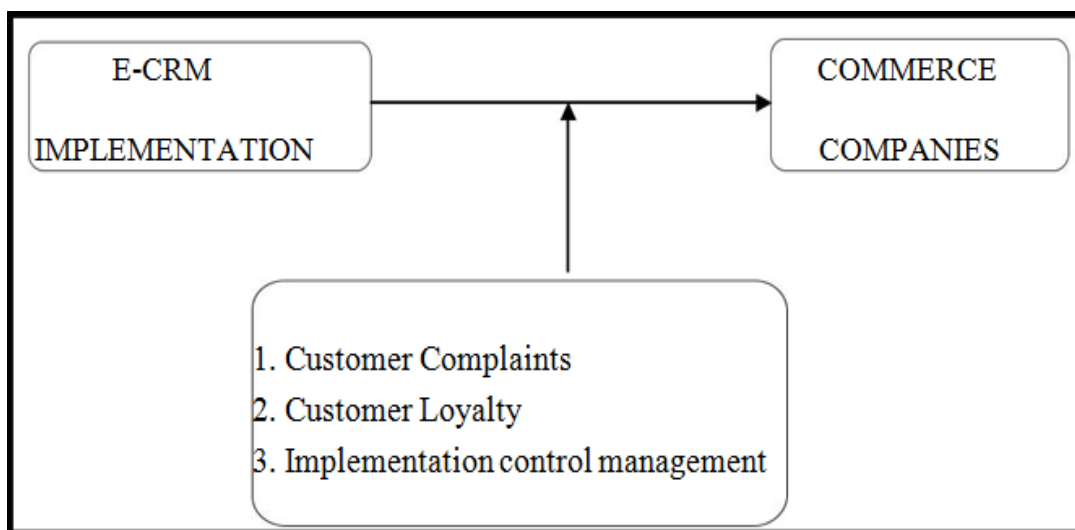 E-CRM
IMPLEMENTATION
COMMERCE
COMPANIES
1. Customer Complaints
2. Customer Loyalty
3. Implementation control management